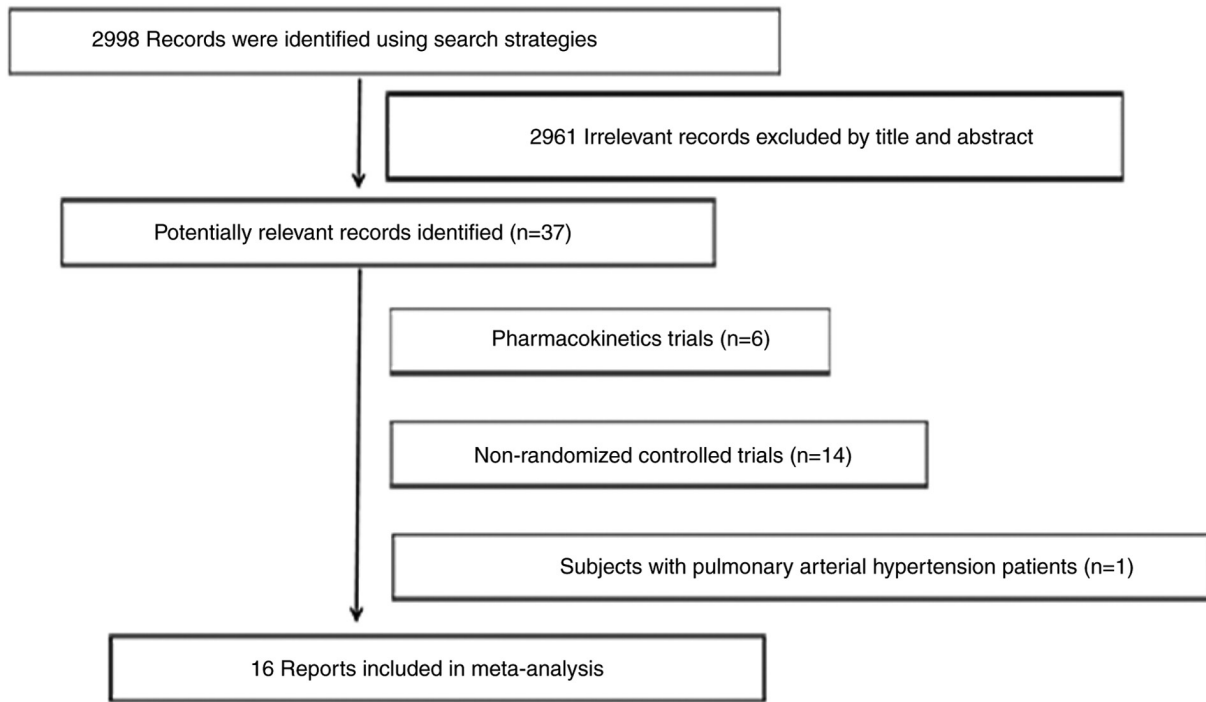 2998 Records were identified using search strategies
2961 Irrelevant records excluded by title and abstract
Potentially relevant records identified (n=37)
Pharmacokinetics trials (n=6)
Non-randomized controlled trials (n=14)
Subjects with pulmonary arterial hypertension patients (n=1)
16 Reports included in meta-analysis